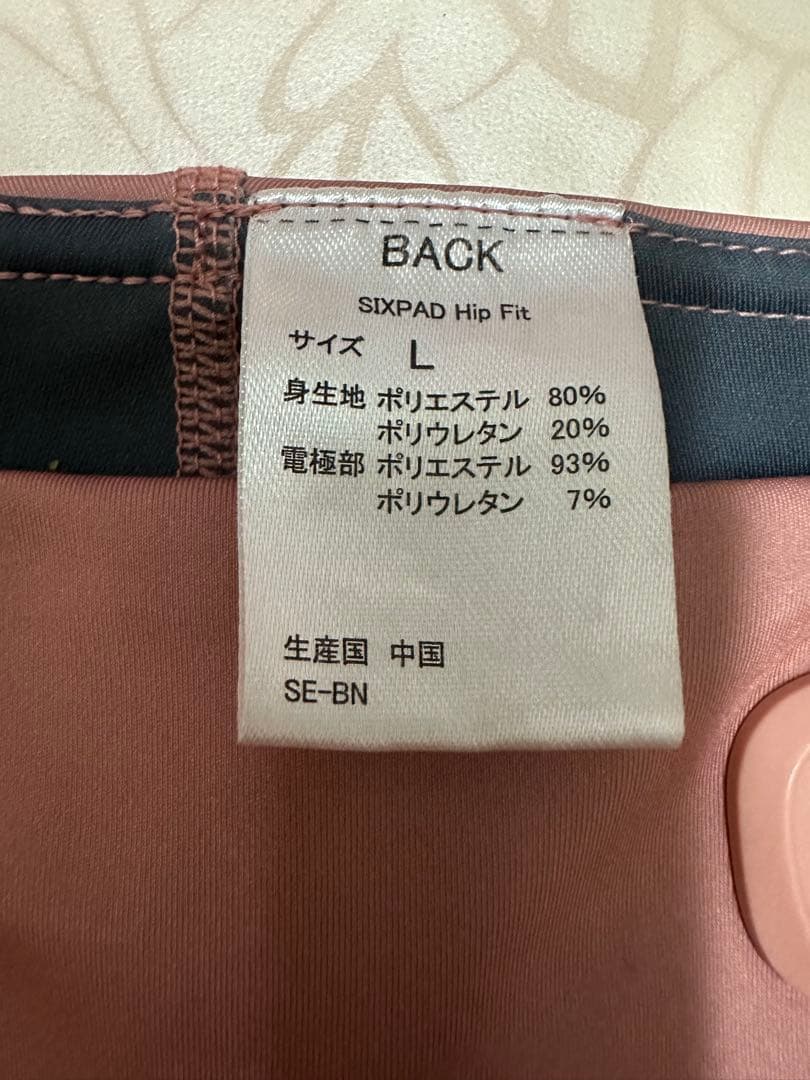 BACK
SIXPAD Hip Fit
サイズ L
身生地 ポリエステル 80%
ポリウレタン 20%
電極部 ポリエステル 93%
ポリウレタン 7%
生産国 中国
SE-BN